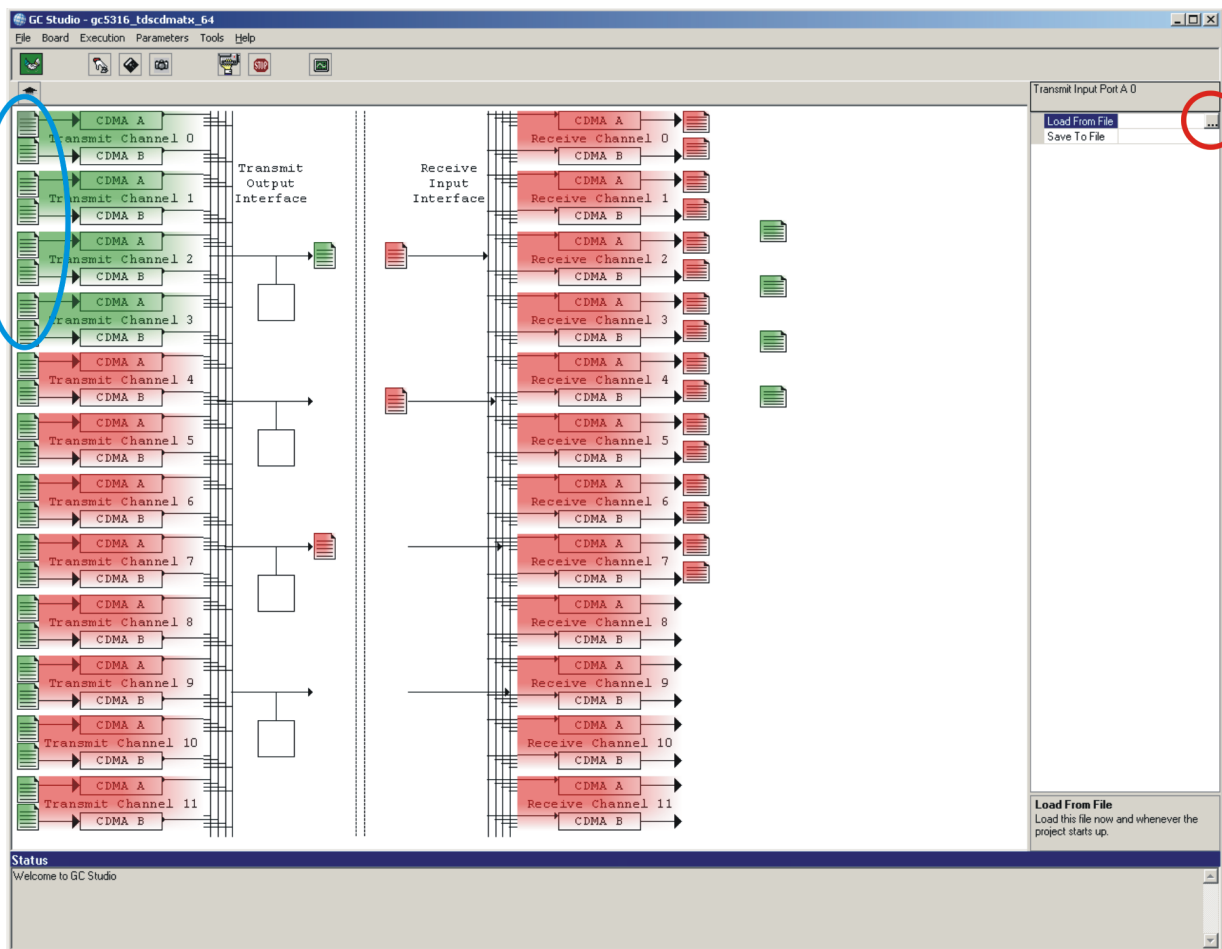 GC Studio - gc5316_tdscdmatx_64
File Board Execution Parameters Tools Help
STOP
Transmit Input Port A 0
Load From File ...
Save To File
CDMA A
Transmit Channel 0
CDMA B
CDMA A
Transmit Channel 1
CDMA B
CDMA A
Transmit Channel 2
CDMA B
CDMA A
Transmit Channel 3
CDMA B
CDMA A
Transmit Channel 4
CDMA B
CDMA A
Transmit Channel 5
CDMA B
CDMA A
Transmit Channel 6
CDMA B
CDMA A
Transmit Channel 7
CDMA B
CDMA A
Transmit Channel 8
CDMA B
CDMA A
Transmit Channel 9
CDMA B
CDMA A
Transmit Channel 10
CDMA B
CDMA A
Transmit Channel 11
CDMA B
Transmit
Output
Interface
Receive
Input
Interface
CDMA A
Receive Channel 0
CDMA B
CDMA A
Receive Channel 1
CDMA B
CDMA A
Receive Channel 2
CDMA B
CDMA A
Receive Channel 3
CDMA B
CDMA A
Receive Channel 4
CDMA B
CDMA A
Receive Channel 5
CDMA B
CDMA A
Receive Channel 6
CDMA B
CDMA A
Receive Channel 7
CDMA B
CDMA A
Receive Channel 8
CDMA B
CDMA A
Receive Channel 9
CDMA B
CDMA A
Receive Channel 10
CDMA B
CDMA A
Receive Channel 11
CDMA B
Load From File
Load this file now and whenever the
project starts up.
Status
Welcome to GC Studio